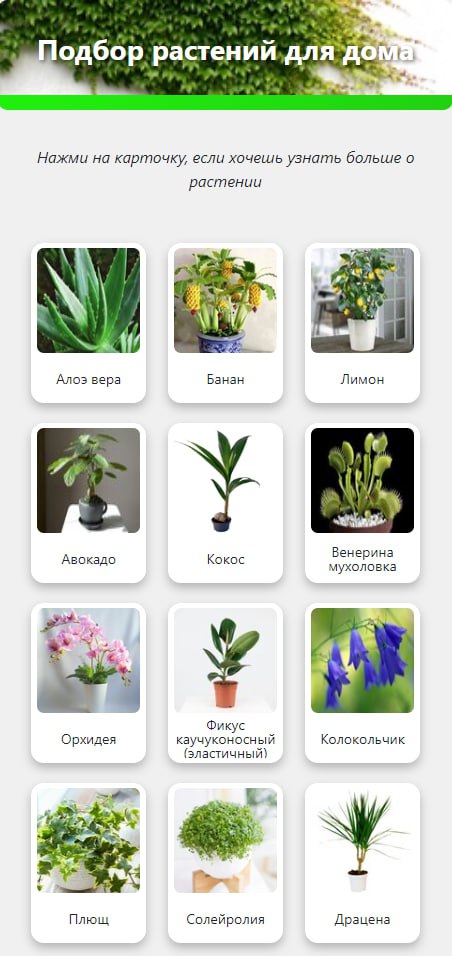 Подбор растений для дома
Нажми на карточку, если хочешь узнать больше о
растении
Алоэ вера
Банан
Лимон
Авокадо
Кокос
Венерина
мухоловка
Орхидея
Фикус
каучуконосный
(эластичный)
Колокольчик
Плющ
Солейролия
Драцена